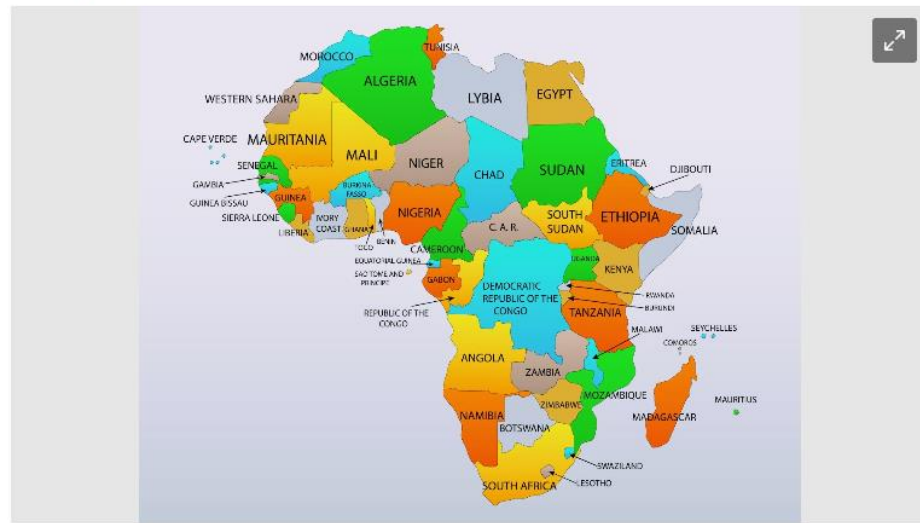 TUNISIA
MOROCCO
ALGERIA
LYBIA
EGYPT
WESTERN SAHARA
MAURITANIA
CAPE VERDE
MALI
NIGER
CHAD
SUDAN
ERITREA
DJIBOUTI
SENEGAL
GAMBIA
GUINEA BISSAU
GUINEA
BURKINA
FASSO
NIGERIA
SOUTH
SUDAN
ETHIOPIA
SOMALIA
SIERRA LEONE
LIBERIA
IVORY
COAST
GHANA
TOGO
BENIN
C. A. R.
CAMEROON
EQUATORIAL GUINEA
SAO TOME AND
PRINCIPE
GABON
UGANDA
KENYA
DEMOCRATIC
REPUBLIC OF THE
CONGO
RWANDA
BURUNDI
REPUBLIC OF THE
CONGO
TANZANIA
MALAWI
SEYCHELLES
COMOROS
ANGOLA
ZAMBIA
MOZAMBIQUE
MAURITIUS
ZIMBABWE
NAMIBIA
MADAGASCAR
BOTSWANA
SWAZILAND
LESOTHO
SOUTH AFRICA